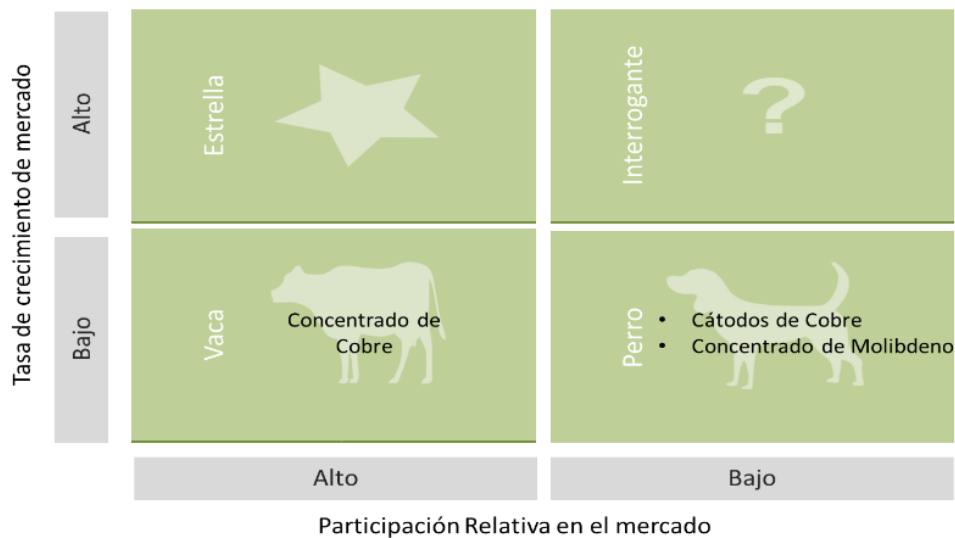 Tasa de crecimiento de mercado
Alto
Estrella
Interrogante
?
Bajo
Vaca
Concentrado de
Cobre
Perro
• Cátodos de Cobre
• Concentrado de Molibdeno
Alto
Bajo
Participación Relativa en el mercado